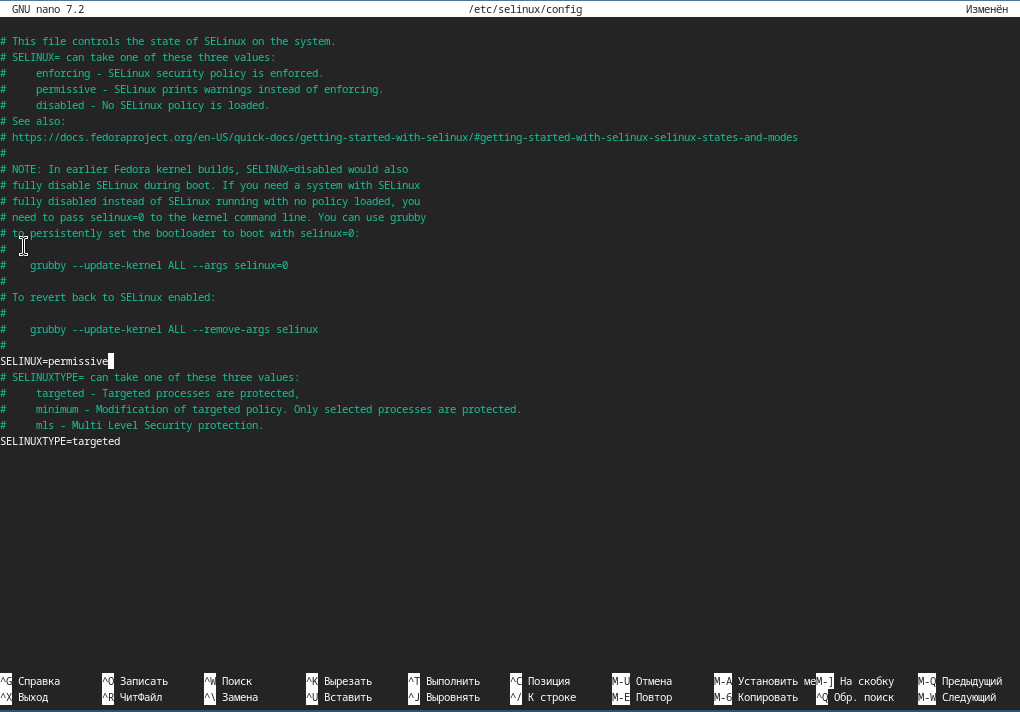 GNU nano 7.2 /etc/selinux/config Изменён
# This file controls the state of SELinux on the system.
# SELINUX= can take one of these three values:
#     enforcing - SELinux security policy is enforced.
#     permissive - SELinux prints warnings instead of enforcing.
#     disabled - No SELinux policy is loaded.
# See also:
# https://docs.fedoraproject.org/en-US/quick-docs/getting-started-with-selinux/#getting-started-with-selinux-selinux-states-and-modes
#
# NOTE: In earlier Fedora kernel builds, SELINUX=disabled would also
# fully disable SELinux during boot. If you need a system with SELinux
# fully disabled instead of SELinux running with no policy loaded, you
# need to pass selinux=0 to the kernel command line. You can use grubby
# to persistently set the bootloader to boot with selinux=0:
#
#    grubby --update-kernel ALL --args selinux=0
#
# To revert back to SELinux enabled:
#
#    grubby --update-kernel ALL --remove-args selinux
#
SELINUX=permissive
# SELINUXTYPE= can take one of these three values:
#     targeted - Targeted processes are protected,
#     minimum - Modification of targeted policy. Only selected processes are protected.
#     mls - Multi Level Security protection.
SELINUXTYPE=targeted
^G Справка ^O Записать ^W Поиск ^K Вырезать ^T Выполнить ^C Позиция M-U Отмена M-A Установить ме M-] На скобку M-Q Предыдущий
^X Выход ^R ЧитФайл ^\ Замена ^U Вставить ^J Выровнять ^/ К строке M-E Повтор M-6 Копировать ^Q Обр. поиск M-W Следующий